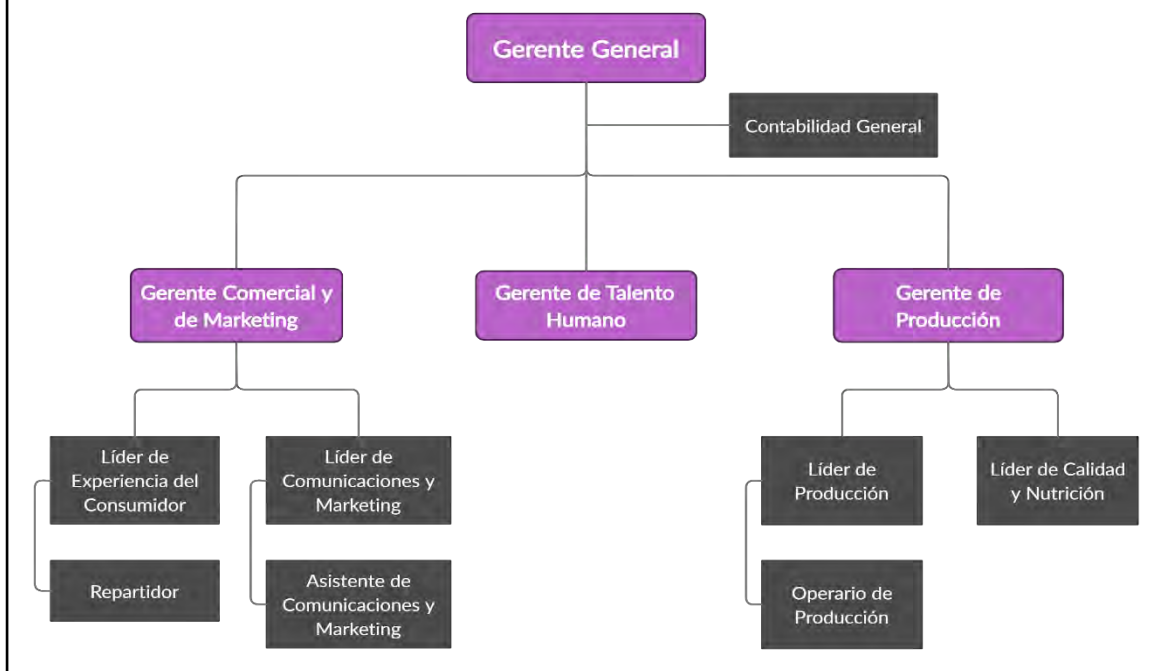 Gerente General
Contabilidad General
Gerente Comercial y
de Marketing
Gerente de Talento
Humano
Gerente de
Producción
Líder de
Experiencia del
Consumidor
Líder de
Comunicaciones y
Marketing
Líder de
Producción
Líder de Calidad
y Nutrición
Repartidor
Asistente de
Comunicaciones y
Marketing
Operario de
Producción